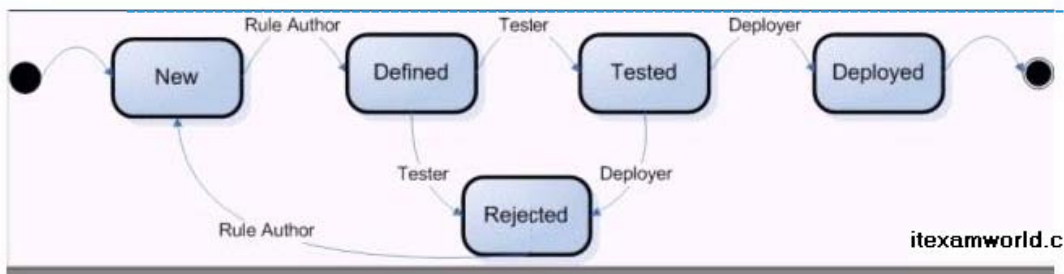 Rule Author
Tester
Deployer
New
Defined
Tested
Deployed
Tester
Deployer
Rejected
Rule Author
itexamworld.c